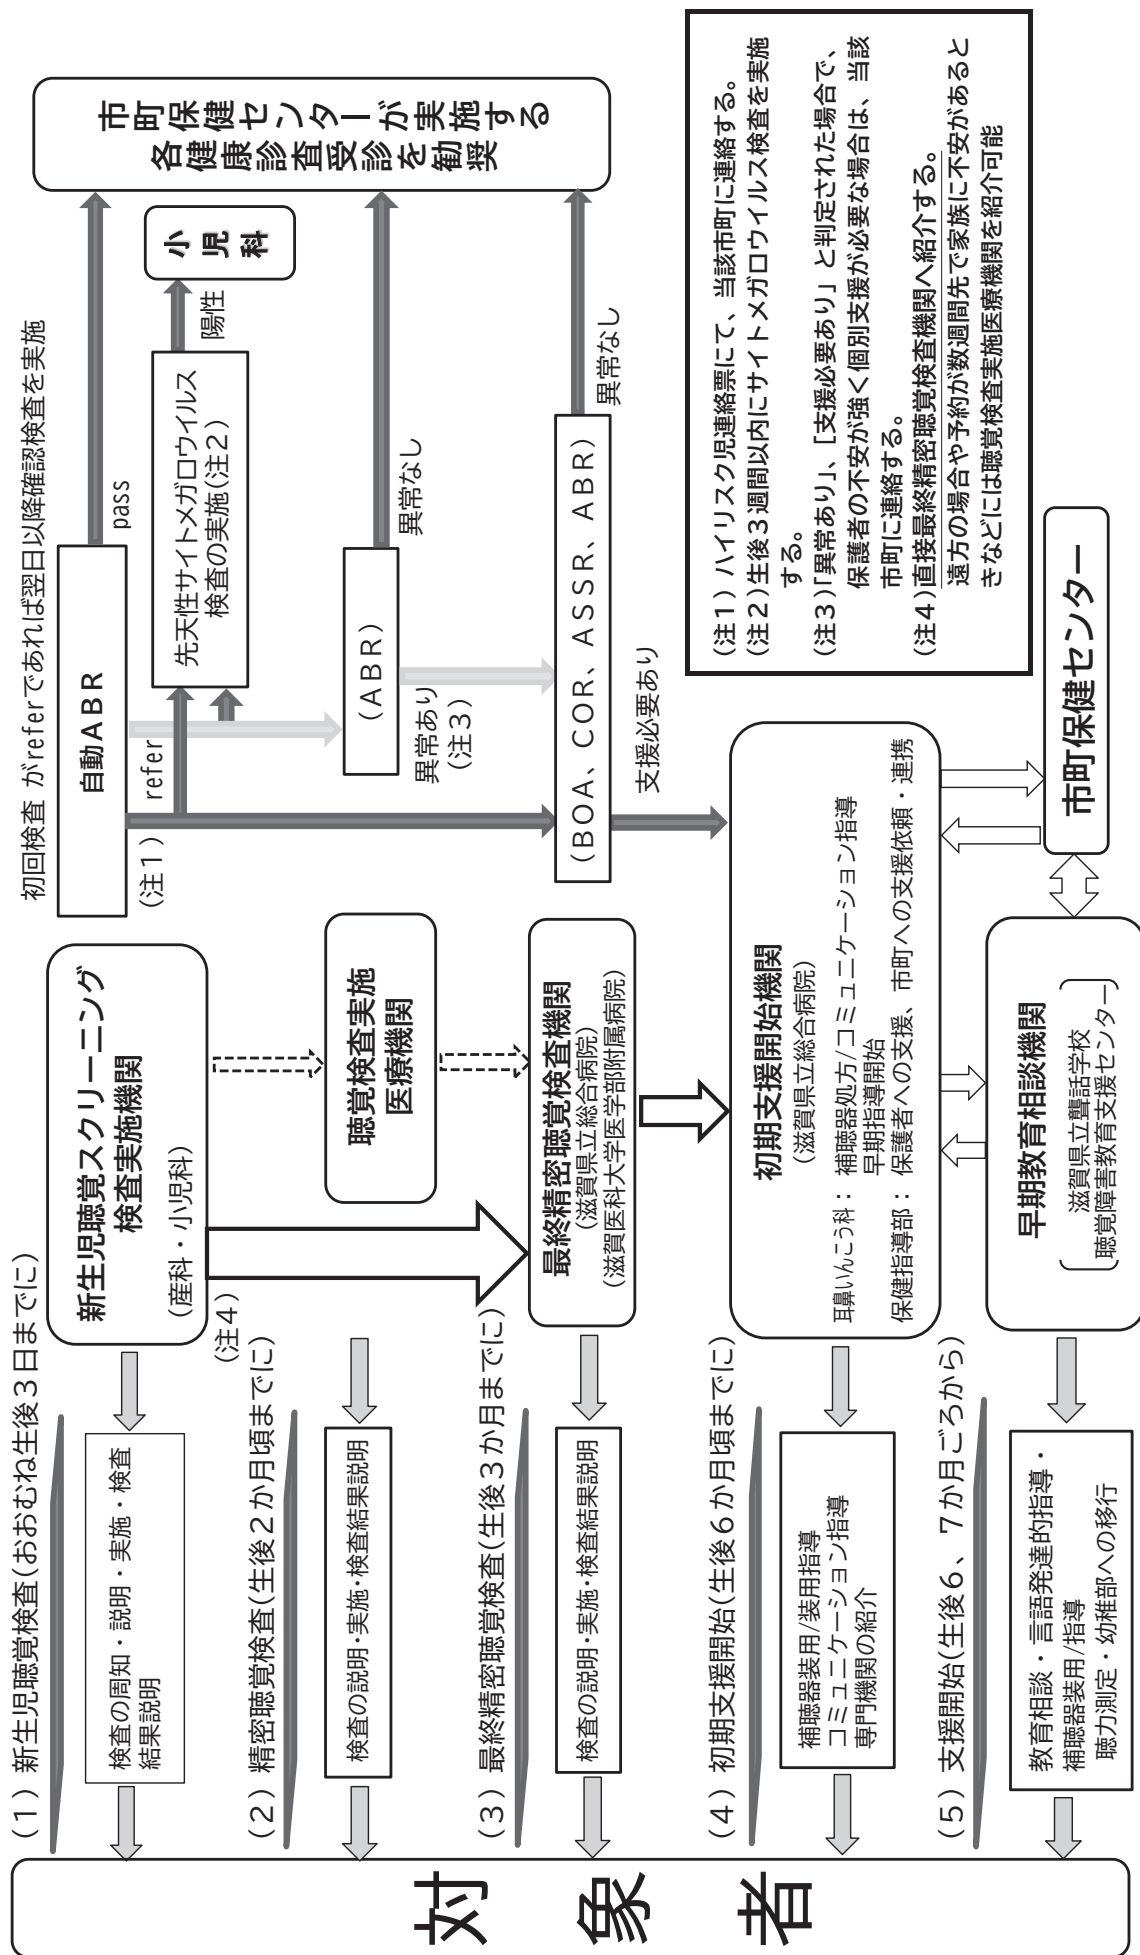 (1) 新生児聴覚検査(おおむね生後3日までに)
検査の周知・説明・実施・検査
結果説明
新生児聴覚スクリーニング
検査実施機関
(産科・小児科)
(注4)
初回検査 がreferであれば翌日以降確認検査を実施
自動ABR
(注1)
refer
pass
先天性サイトメガロウイルス
検査の実施(注2)
陽性
小児科
市町保健センターが実施する
各健康診査受診を勧奨
(2) 精密聴覚検査(生後2か月頃までに)
検査の説明・実施・検査結果説明
聴覚検査実施
医療機関
(ABR)
異常なし
異常あり
(注3)
(3) 最終精密聴覚検査(生後3か月までに)
検査の説明・実施・検査結果説明
最終精密聴覚検査機関
(滋賀県立総合病院)
(滋賀医科大学医学部附属病院)
(BOA、COR、ASSR、ABR)
異常なし
支援必要あり
(4) 初期支援開始(生後6か月頃までに)
補聴器装用/装用指導
コミュニケーション指導
専門機関の紹介
初期支援開始機関
(滋賀県立総合病院)
耳鼻いんこう科: 補聴器処方/コミュニケーション指導
早期指導開始
保健指導部: 保護者への支援、市町への支援依頼・連携
(5) 支援開始(生後6、7か月ごろから)
教育相談・言語発達的指導・
補聴器装用/指導
聴力測定・幼稚部への移行
早期教育相談機関
滋賀県立聾話学校
聴覚障害教育支援センター
市町保健センター
(注1) ハイリスク児連絡票にて、当該市町に連絡する。
(注2)生後3週間以内にサイトメガロウイルス検査を実施
する。
(注3)「異常あり」、[支援必要あり」と判定された場合で、
保護者の不安が強く個別支援が必要な場合は、当該
市町に連絡する。
(注4)直接最終精密聴覚検査機関へ紹介する。
遠方の場合や予約が数週間先で家族に不安があると
きなどには聴覚検査実施医療機関を紹介可能
対象者